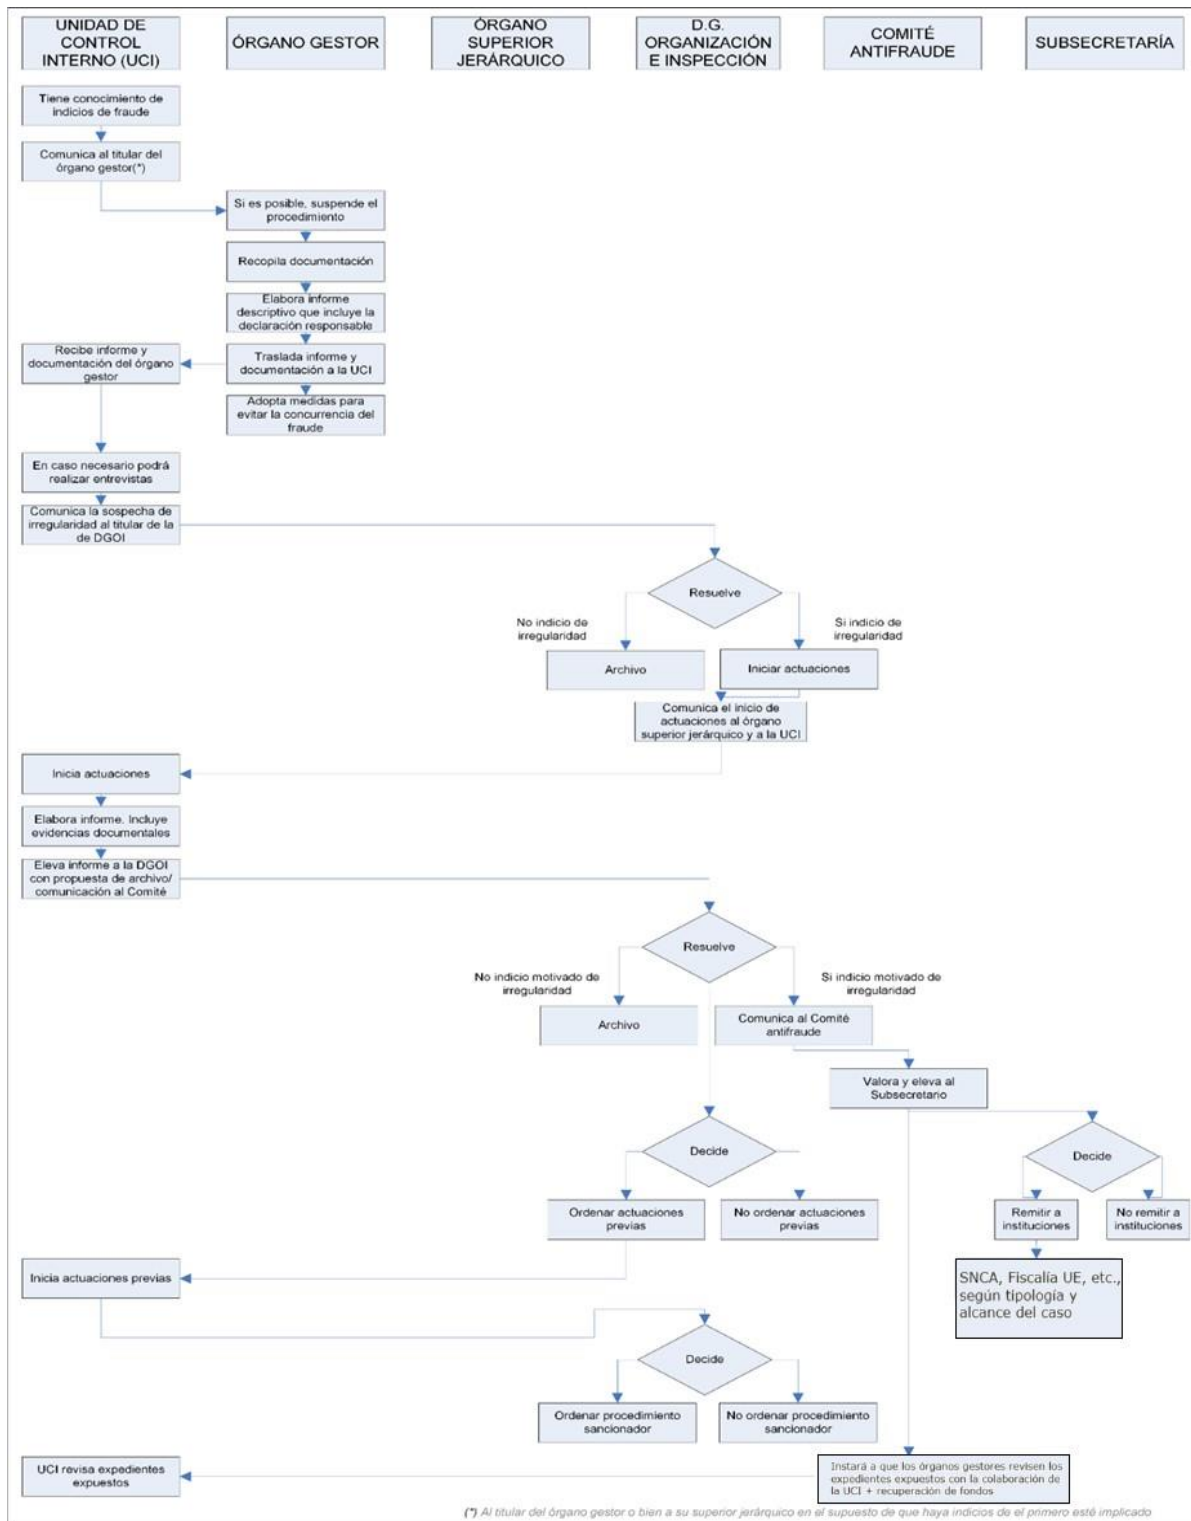 UNIDAD DE
CONTROL
INTERNO (UCI)
ÓRGANO GESTOR
ÓRGANO
SUPERIOR
JERÁRQUICO
D.G.
ORGANIZACIÓN
E INSPECCIÓN
COMITÉ
ANTIFRAUDE
SUBSECRETARÍA
Tiene conocimiento de
indicios de fraude
Comunica al titular del
órgano gestor(*)
Si es posible, suspende el
procedimiento
Recopila documentación
Elabora informe
descriptivo que incluye la
declaración responsable
Recibe informe y
documentación del órgano
gestor
Traslada informe y
documentación a la UCI
Adopta medidas para
evitar la concurrencia del
fraude
En caso necesario podrá
realizar entrevistas
Comunica la sospecha de
irregularidad al titular de la
de DGOI
Resuelve
No indicio de
irregularidad
Si indicio de
irregularidad
Archivo
Iniciar actuaciones
Comunica el inicio de
actuaciones al órgano
superior jerárquico y a la UCI
Inicia actuaciones
Elabora informe. Incluye
evidencias documentales
Eleva informe a la DGOI
con propuesta de archivo/
comunicación al Comité
Resuelve
No indicio motivado de
irregularidad
Si indicio motivado de
irregularidad
Archivo
Comunica al Comité
antifraude
Valora y eleva al
Subsecretario
Decide
Decide
Ordenar actuaciones
previas
No ordenar actuaciones
previas
Remitir a
instituciones
No remitir a
instituciones
Inicia actuaciones previas
SNCA, Fiscalía UE, etc.,
según tipología y
alcance del caso
Decide
Ordenar procedimiento
sancionador
No ordenar procedimiento
sancionador
UCI revisa expedientes
expuestos
Instará a que los órganos gestores revisen los
expedientes expuestos con la colaboración de
la UCI + recuperación de fondos
(*) Al titular del órgano gestor o bien a su superior jerárquico en el supuesto de que haya indicios de el primero esté implicado